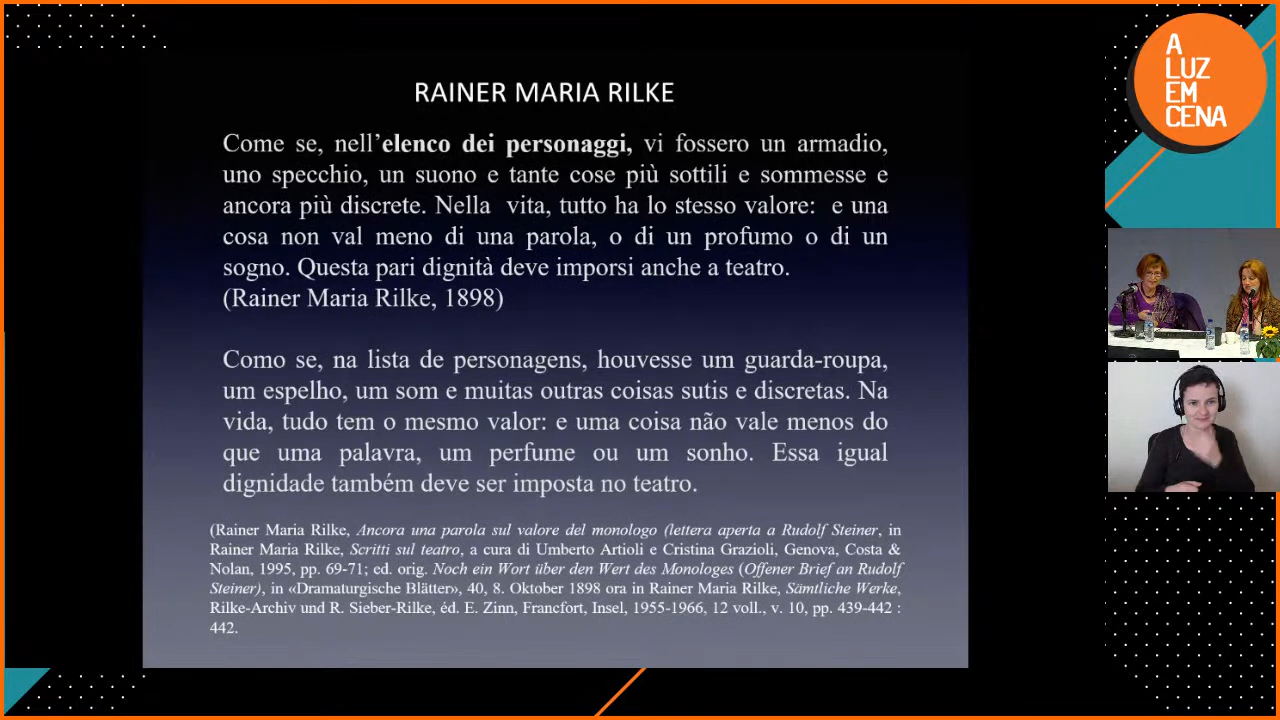 RAINER MARIA RILKE
Come se, nell’elenco dei personaggi, vi fossero un armadio,
uno specchio, un suono e tante cose più sottili e sommesse e
ancora più discrete. Nella vita, tutto ha lo stesso valore: e una
cosa non val meno di una parola, o di un profumo o di un
sogno. Questa pari dignità deve imporsi anche a teatro.
(Rainer Maria Rilke, 1898)
Como se, na lista de personagens, houvesse um guarda-roupa,
um espelho, um som e muitas outras coisas sutis e discretas. Na
vida, tudo tem o mesmo valor: e uma coisa não vale menos do
que uma palavra, um perfume ou um sonho. Essa igual
dignidade também deve ser imposta no teatro.
(Rainer Maria Rilke, Ancora una parola sul valore del monologo (lettera aperta a Rudolf Steiner, in
Rainer Maria Rilke, Scritti sul teatro, a cura di Umberto Artioli e Cristina Grazioli, Genova, Costa &
Nolan, 1995, pp. 69-71; ed. orig. Noch ein Wort über den Wert des Monologes (Offener Brief an Rudolf
Steiner), in «Dramaturgische Blätter», 40, 8. Oktober 1898 ora in Rainer Maria Rilke, Sämtliche Werke,
Rilke-Archiv und R. Sieber-Rilke, éd. E. Zinn, Francfort, Insel, 1955-1966, 12 voll., v. 10, pp. 439-442 :
442.
A
LUZ
EM
CENA